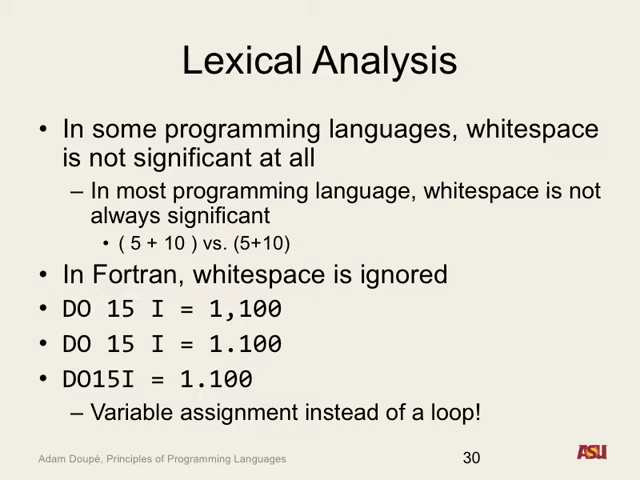 Lexical Analysis
• In some programming languages, whitespace
is not significant at all
– In most programming language, whitespace is not
always significant
• ( 5 + 10 ) vs. (5+10)
• In Fortran, whitespace is ignored
• DO 15 I = 1,100
• DO 15 I = 1.100
• DO15I = 1.100
– Variable assignment instead of a loop!
Adam Doupé, Principles of Programming Languages
30
ASU